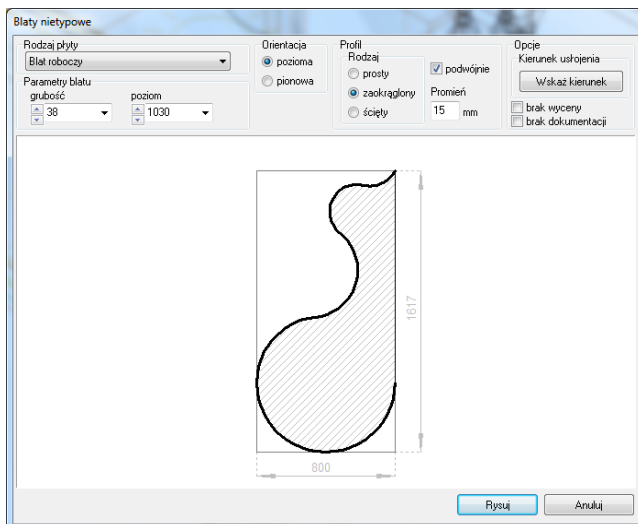 Blaty nietypowe
Rodzaj płyty
Blat roboczy
Parametry blatu
grubość
poziom
38
1030
Orientacja
pozioma
pionowa
Profil
Rodzaj
prosty
zaokrąglony
ścięty
podwójnie
Promień
15 mm
Opcje
Kierunek usłojenia
Wskaż kierunek
brak wyceny
brak dokumentacji
1617
800
Rysuj
Anuluj